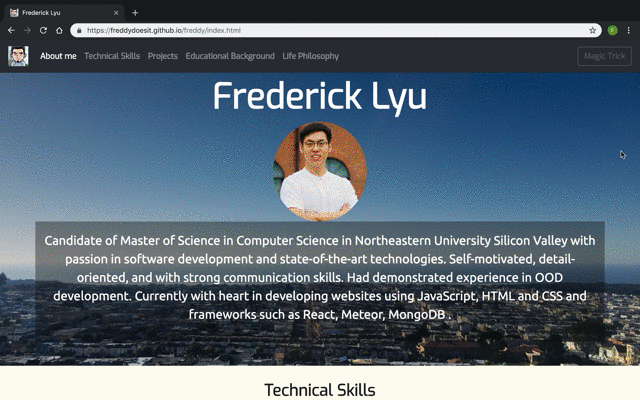 Frederick Lyu
https://freddydoesit.github.io/freddy/index.html
F
About me Technical Skills Projects Educational Background Life Philosophy Magic Trick
Frederick Lyu
Candidate of Master of Science in Computer Science in Northeastern University Silicon Valley with
passion in software development and state-of-the-art technologies. Self-motivated, detail-
oriented, and with strong communication skills. Had demonstrated experience in OOD
development. Currently with heart in developing websites using JavaScript, HTML and CSS and
frameworks such as React, Meteor, MongoDB .
Technical Skills